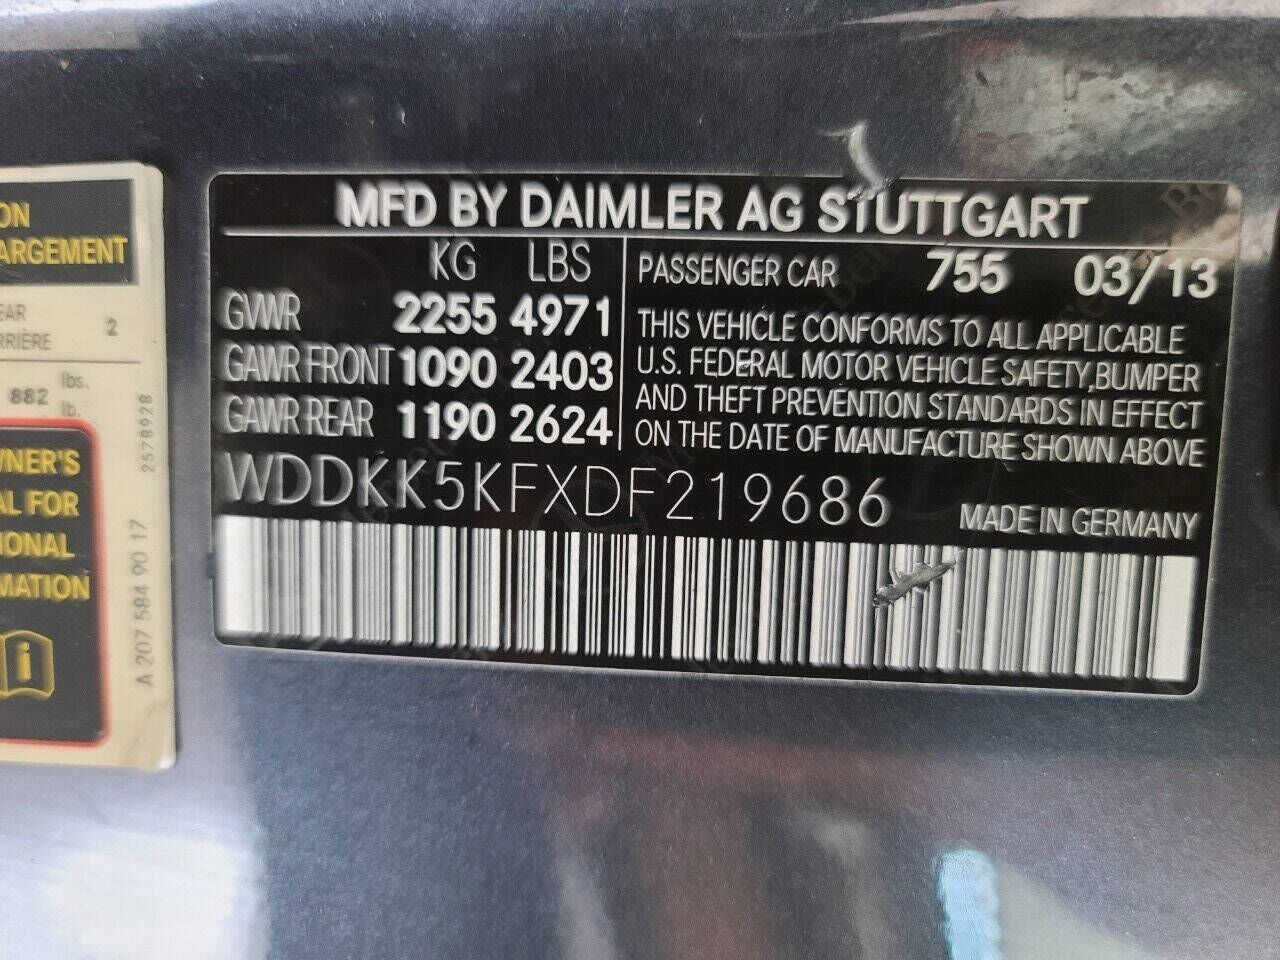 ON
ARGEMENT
EAR
RRIÈRE
2
882
lbs.
lb.
WNER'S
AL FOR
IONAL
MATION
i
2578928
A 207 584 90 17
MFD BY DAIMLER AG STUTTGART
KG LBS
GVWR 2255 4971
GAWR FRONT 1090 2403
GAWR REAR 1190 2624
PASSENGER CAR 755 03/13
THIS VEHICLE CONFORMS TO ALL APPLICABLE
U.S. FEDERAL MOTOR VEHICLE SAFETY, BUMPER
AND THEFT PREVENTION STANDARDS IN EFFECT
ON THE DATE OF MANUFACTURE SHOWN ABOVE
WDDKK5KFXDF219686
MADE IN GERMANY